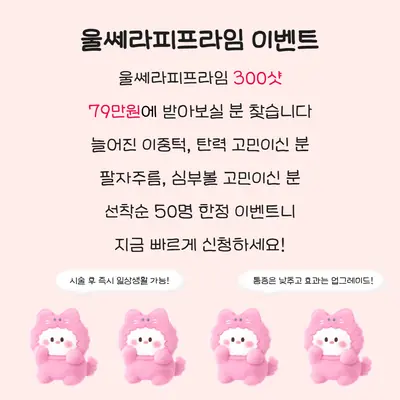 울쎄라피프라임 이벤트
울쎄라피프라임 300샷
79만원에 받아보실 분 찾습니다
늘어진 이중턱, 탄력 고민이신 분
팔자주름, 심부볼 고민이신 분
선착순 50명 한정 이벤트니
지금 빠르게 신청하세요!
시술 후 즉시 일상생활 가능!
통증은 낮추고 효과는 업그레이드!